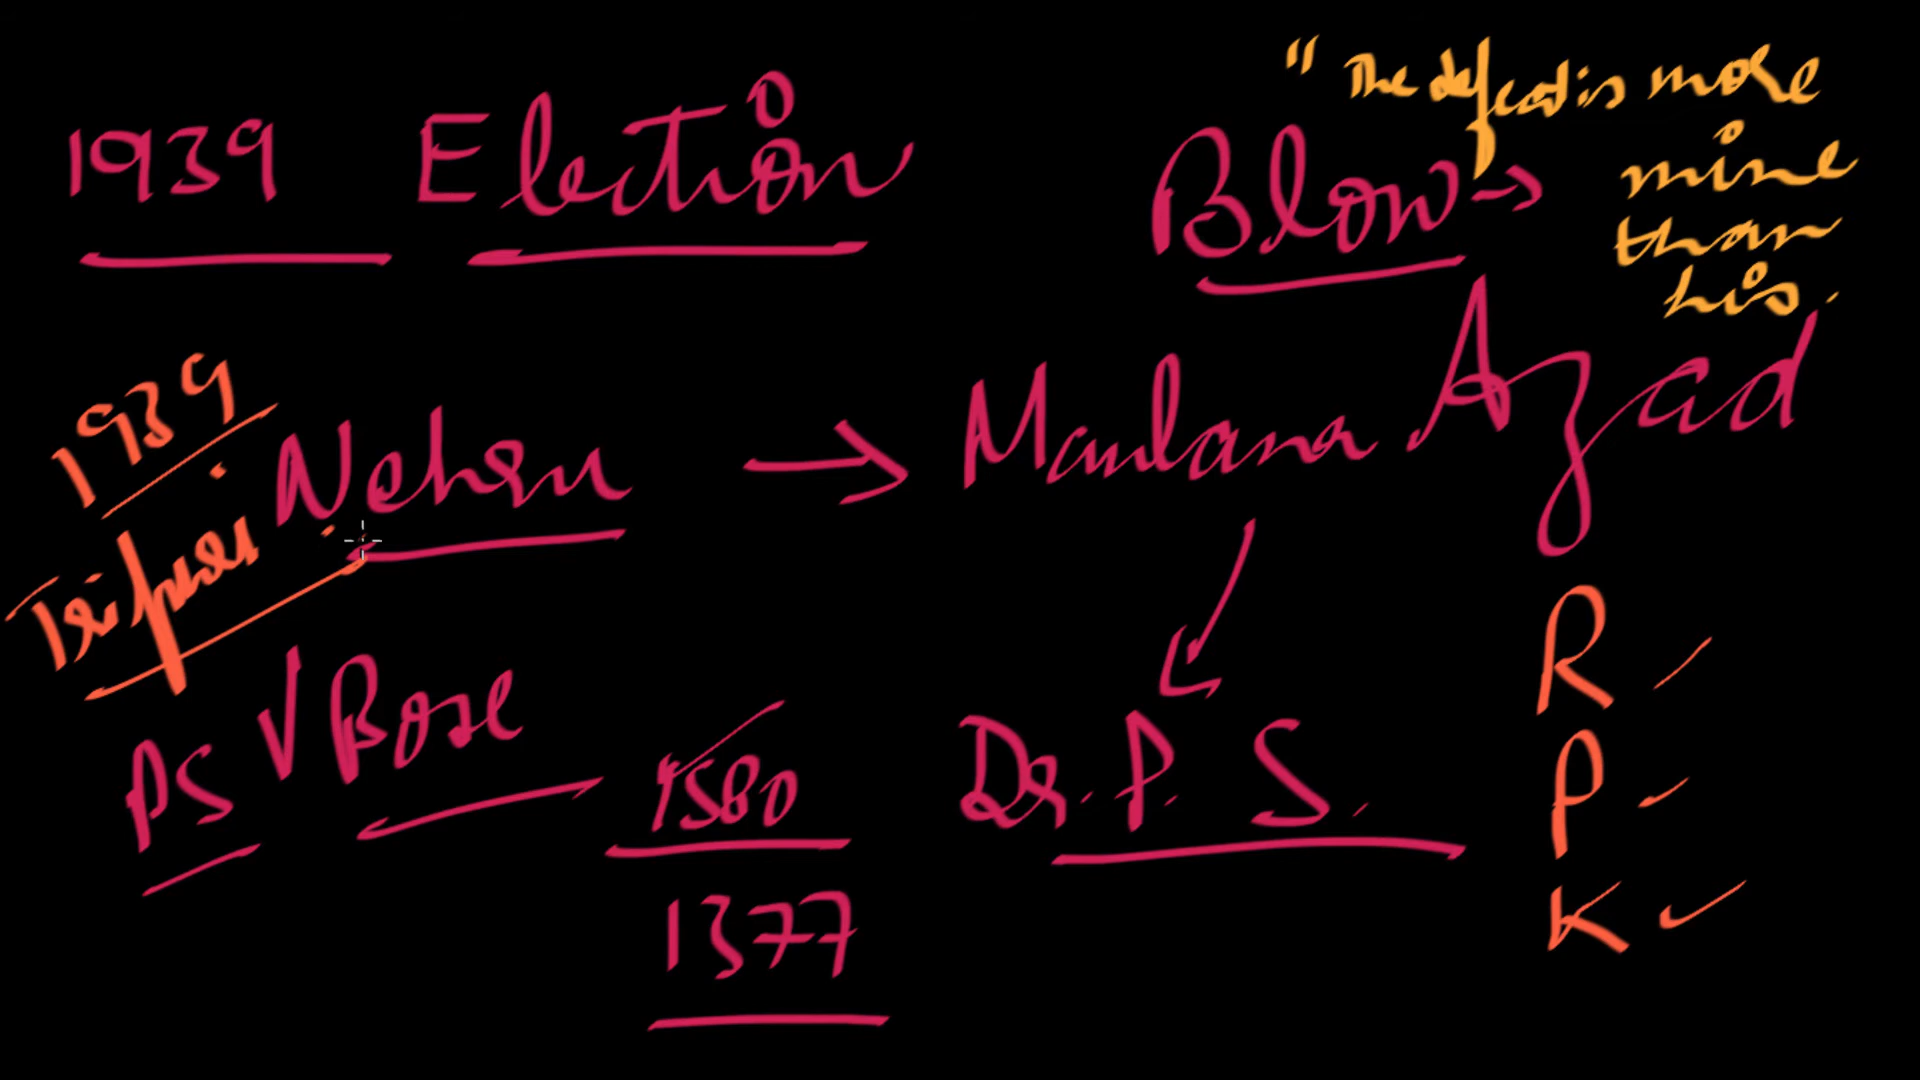 1939 Election
Blow →
" The defeat is more
mine
than
his.
1939
Tripuri
Nehru → Maulana Azad
PS Bose
1580
1377
Dr. P. S.
R
P
K